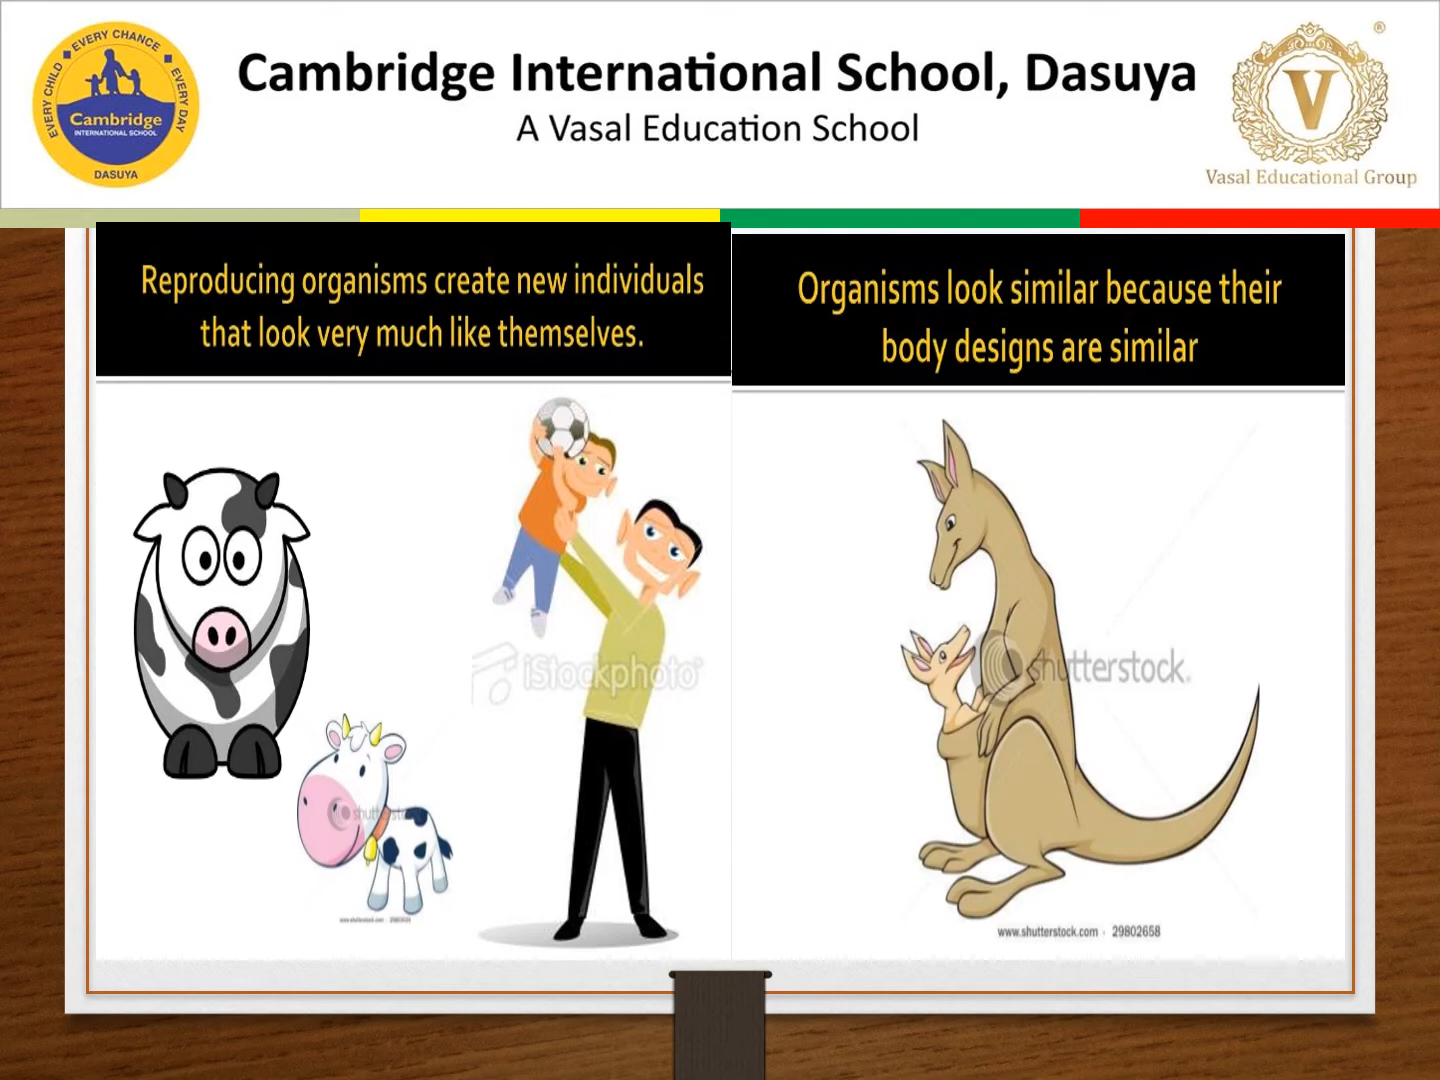 EVERY CHILD ◆ EVERY CHANCE ◆ EVERY DAY
Cambridge
INTERNATIONAL SCHOOL
DASUYA
Cambridge International School, Dasuya
A Vasal Education School
®
V
Vasal Educational Group
Reproducing organisms create new individuals
that look very much like themselves.
iStockphoto
Organisms look similar because their
body designs are similar
shutterstock.
www.shutterstock.com · 29802658